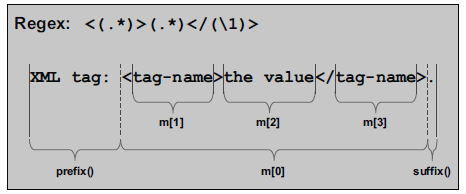 Regex: <(.*)>(.*)</(\1)>
XML tag: <tag-name>the value</tag-name>.
m[1] m[2] m[3]
prefix() m[0] suffix()